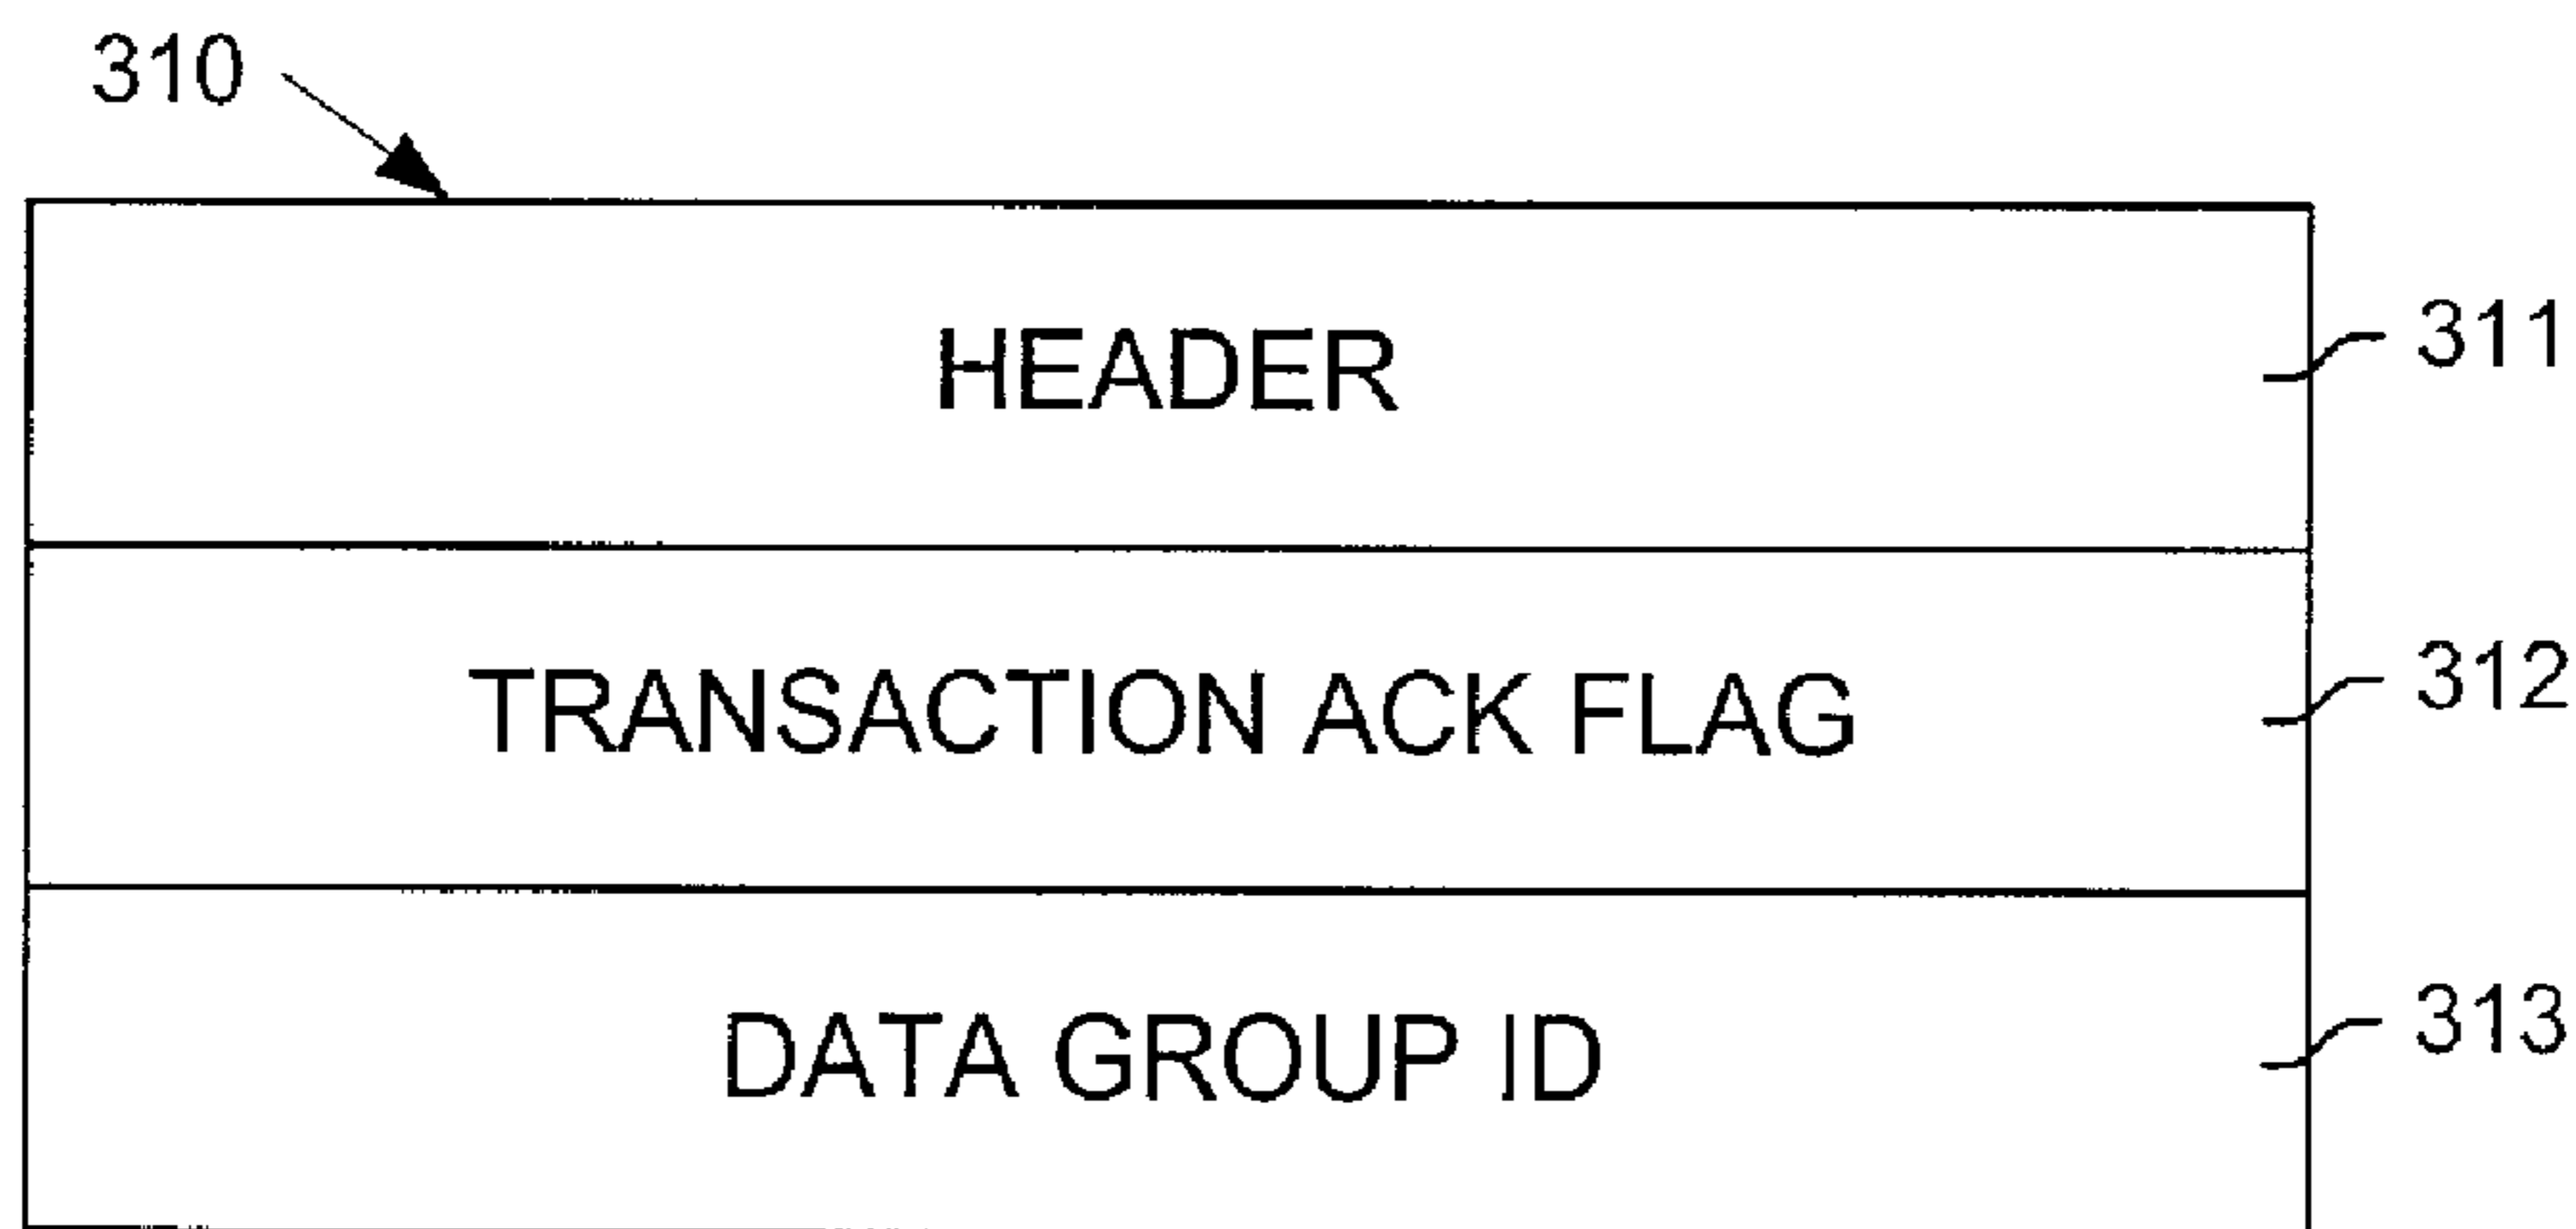 310
HEADER
311
TRANSACTION ACK FLAG
312
DATA GROUP ID
313